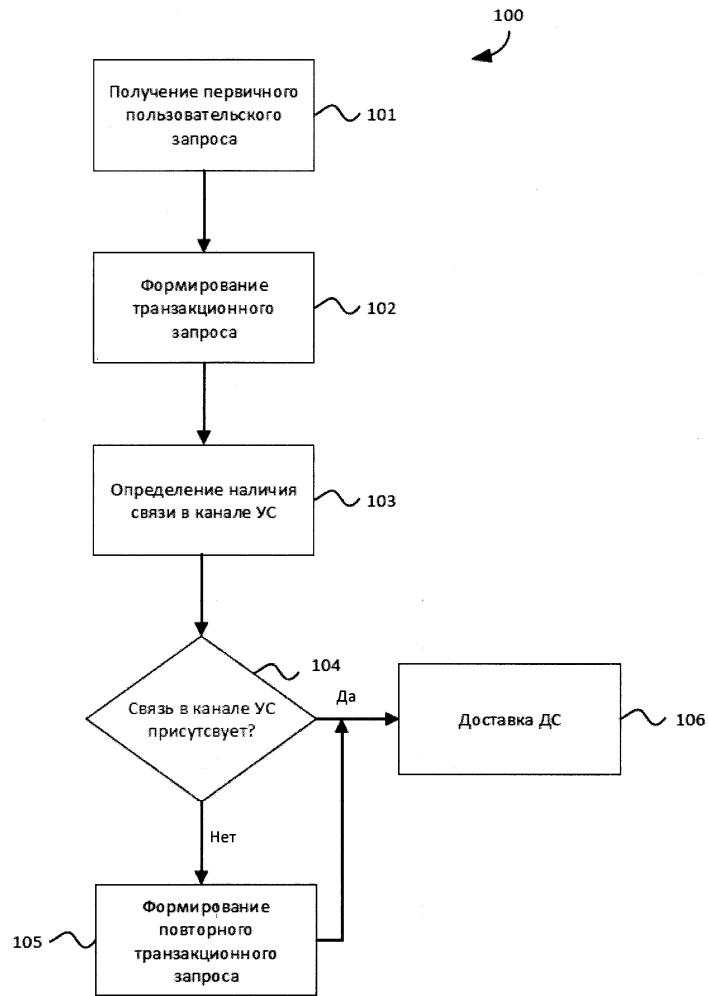 100
Получение первичного
пользовательского
запроса
101
Формирование
транзакционного
запроса
102
Определение наличия
связи в канале УС
103
104
Связь в канале УС
присутсвует?
Да
Доставка ДС
106
Нет
105
Формирование
повторного
транзакционного
запроса